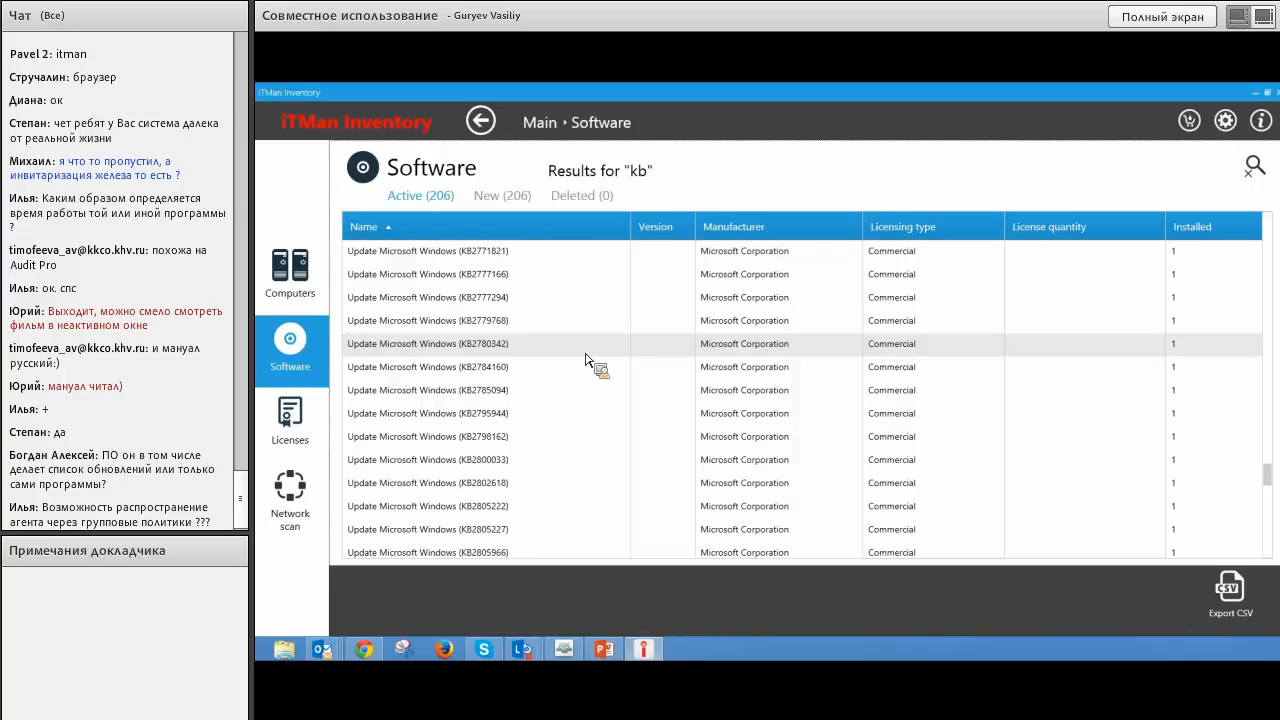 Чат (Все)
Pavel 2: itman
Стручалин: браузер
Диана: ок
Степан: чет ребят у Вас система далека
от реальной жизни
Михаил: я что то пропустил, а
инвитаризация железа то есть ?
Илья: Каким образом определяется
время работы той или иной программы
?
timofeeva_av@kkco.khv.ru: похожа на
Audit Pro
Илья: ок. спс
Юрий: Выходит, можно смело смотреть
фильм в неактивном окне
timofeeva_av@kkco.khv.ru: и мануал
русский:)
Юрий: мануал читал)
Илья: +
Степан: да
Богдан Алексей: ПО он в том числе
делает список обновлений или только
сами программы?
Илья: Возможность распространение
агента через групповые политики ???
Примечания докладчика
Совместное использование - Guryev Vasiliy
Полный экран
iTMan Inventory
iTMan Inventory
Main • Software
Computers
Software
Licenses
Network
scan
Software
Results for "kb"
Active (206) New (206) Deleted (0)
Name Version Manufacturer Licensing type License quantity Installed
Update Microsoft Windows (KB2771821) Microsoft Corporation Commercial 1
Update Microsoft Windows (KB2777166) Microsoft Corporation Commercial 1
Update Microsoft Windows (KB2777294) Microsoft Corporation Commercial 1
Update Microsoft Windows (KB2779768) Microsoft Corporation Commercial 1
Update Microsoft Windows (KB2780342) Microsoft Corporation Commercial 1
Update Microsoft Windows (KB2784160) Microsoft Corporation Commercial 1
Update Microsoft Windows (KB2785094) Microsoft Corporation Commercial 1
Update Microsoft Windows (KB2795944) Microsoft Corporation Commercial 1
Update Microsoft Windows (KB2798162) Microsoft Corporation Commercial 1
Update Microsoft Windows (KB2800033) Microsoft Corporation Commercial 1
Update Microsoft Windows (KB2802618) Microsoft Corporation Commercial 1
Update Microsoft Windows (KB2805222) Microsoft Corporation Commercial 1
Update Microsoft Windows (KB2805227) Microsoft Corporation Commercial 1
Update Microsoft Windows (KB2805966) Microsoft Corporation Commercial 1
CSV
Export CSV